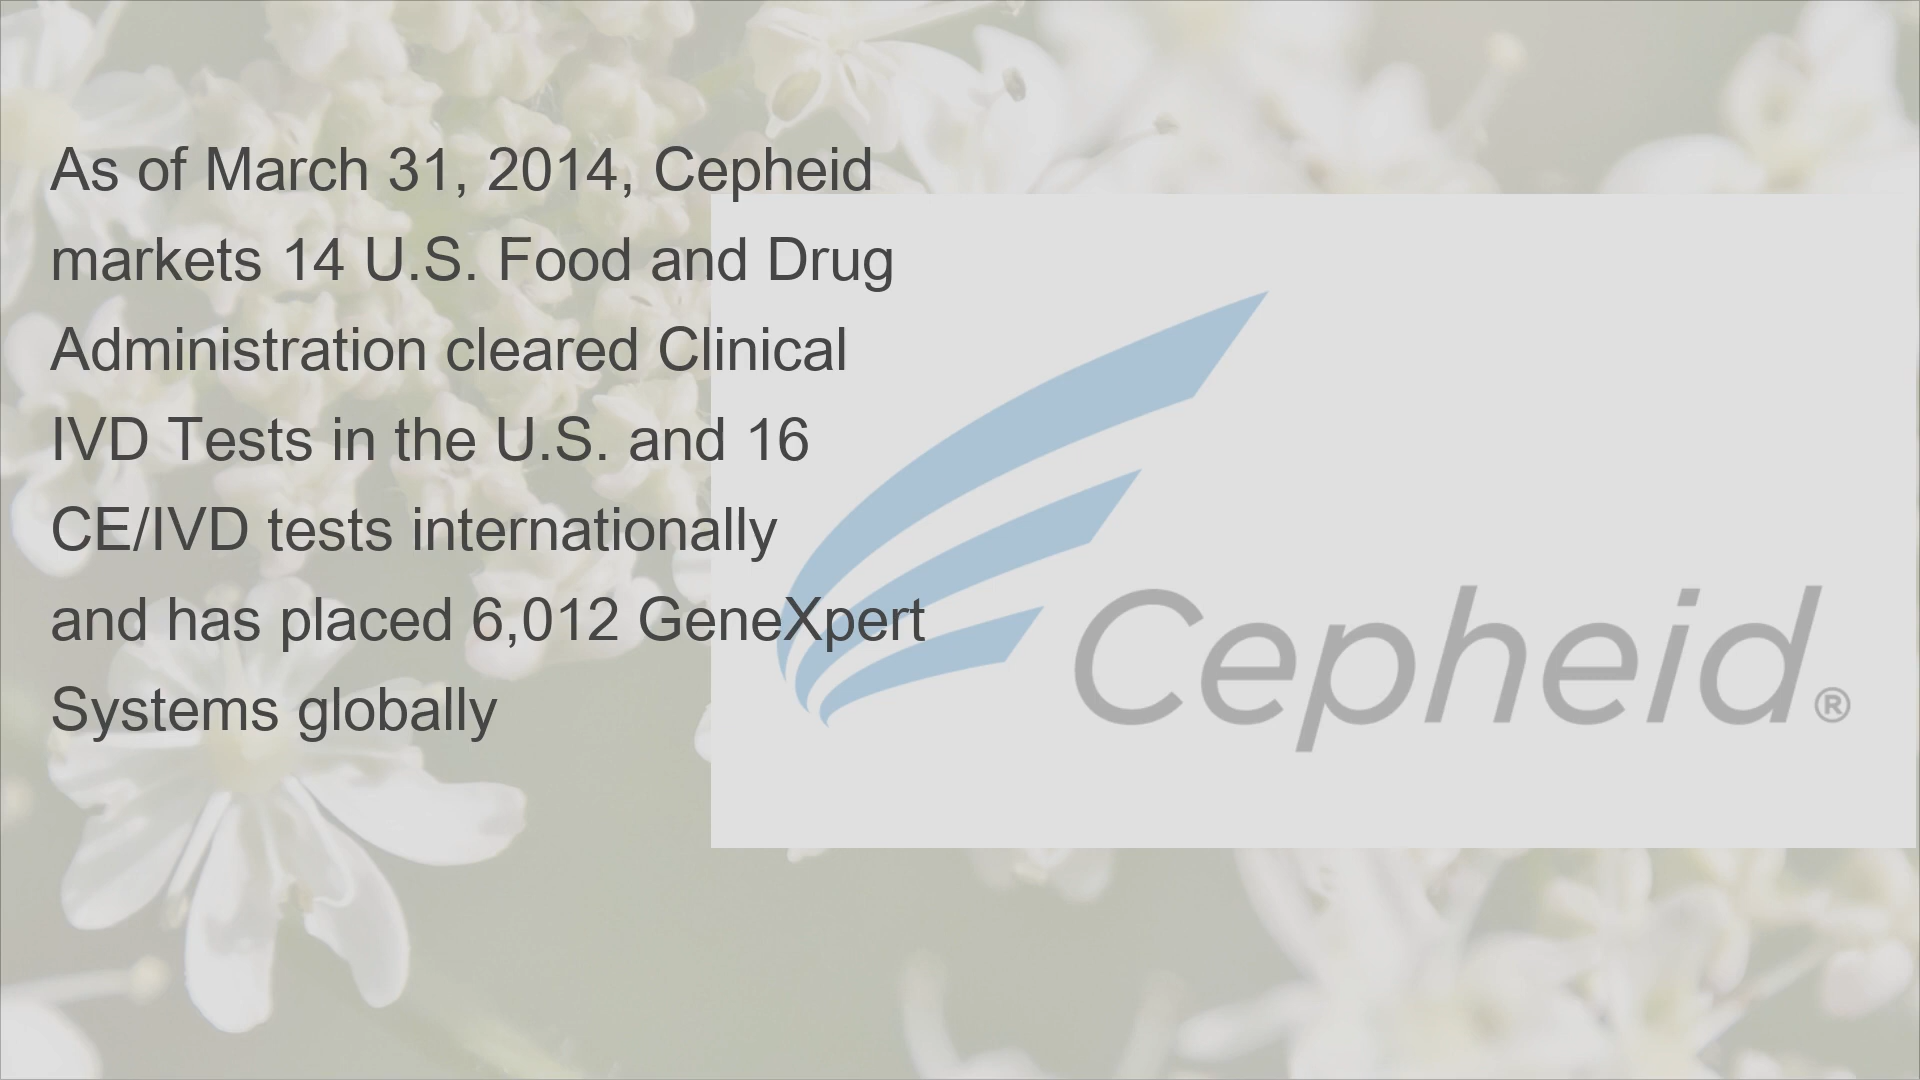 As of March 31, 2014, Cepheid
markets 14 U.S. Food and Drug
Administration cleared Clinical
IVD Tests in the U.S. and 16
CE/IVD tests internationally
and has placed 6,012 GeneXpert
Systems globally
Cepheid®